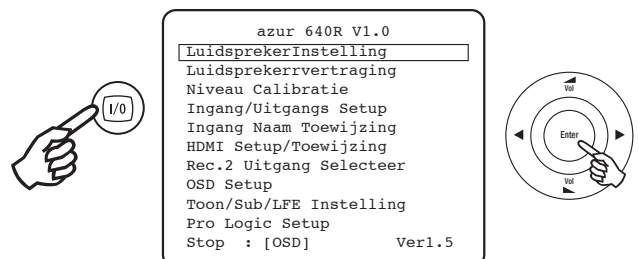 azur 640R V1.0
LuidsprekerInstelling
Luidsprekerrvertraging
Niveau Calibratie
Ingang/Uitgangs Setup
Ingang Naam Toewijzing
HDMI Setup/Toewijzing
Rec.2 Uitgang Selecteer
OSD Setup
Toon/Sub/LFE Instelling
Pro Logic Setup
Stop : [OSD] Ver1.5
I/O
Vol
Enter
Vol